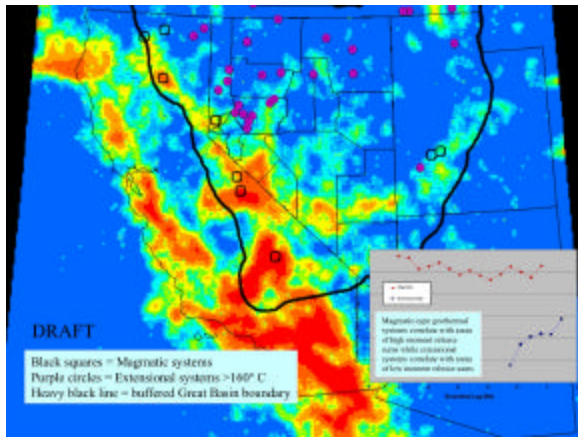 DRAFT
Black squares = Magmatic systems
Purple circles = Extensional systems >160° C
Heavy black line = buffered Great Basin boundary
Magmatic-type geothermal
systems correlate with areas
of high moment release
rates while extensional
systems correlate with areas
of low moment release rates